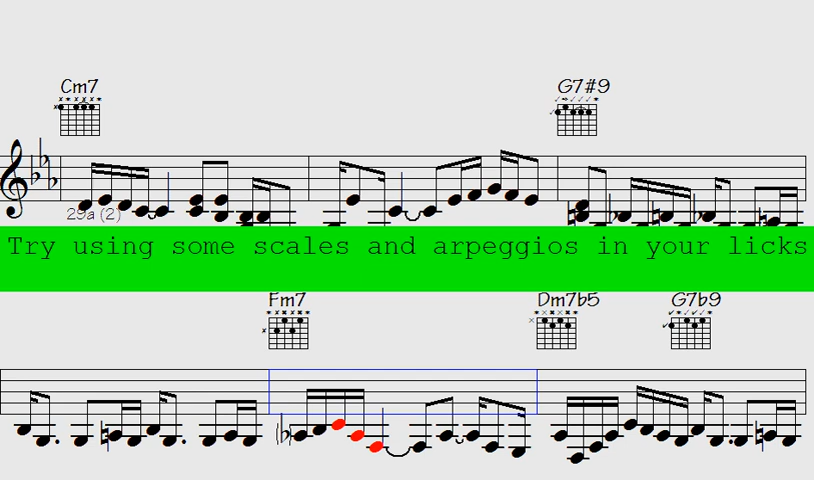 Cm7 G7#9
29a (2)
Try using some scales and arpeggios in your licks
Fm7 Dm7b5 G7b9